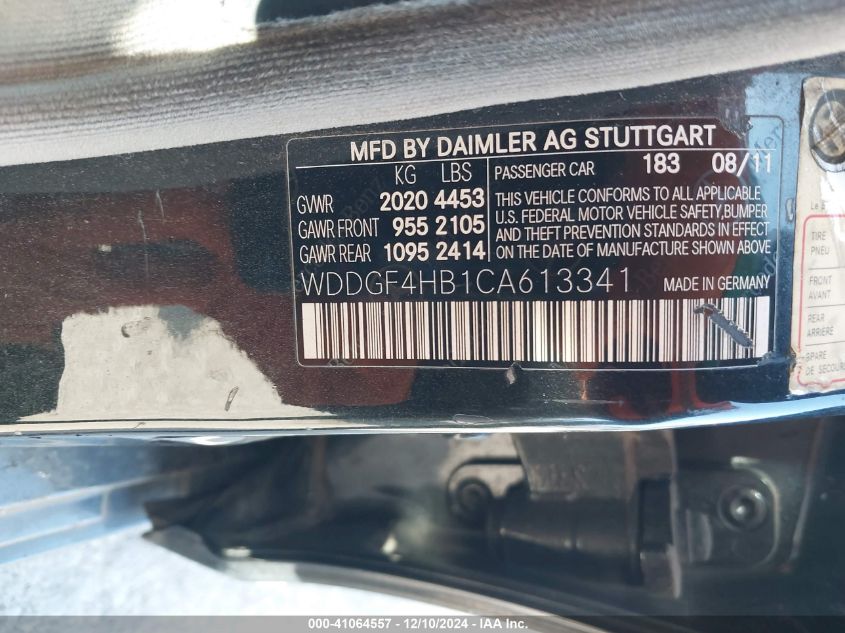 MFD BY DAIMLER AG STUTTGART
KG LBS
GWVR 2020 4453
GAWR FRONT 955 2105
GAWR REAR 1095 2414
PASSENGER CAR 183 08/11
THIS VEHICLE CONFORMS TO ALL APPLICABLE
U.S. FEDERAL MOTOR VEHICLE SAFETY,BUMPER
AND THEFT PREVENTION STANDARDS IN EFFECT
ON THE DATE OF MANUFACTURE SHOWN ABOVE
WDDGF4HB1CA613341 MADE IN GERMANY
TIRE
PNEU
FRONT
AVANT
REAR
ARRIÈRE
SPARE
DE SECOURS
000-41064557 - 12/10/2024 - IAAI.com